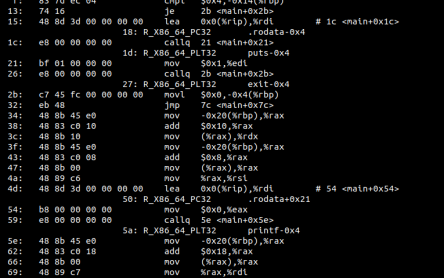 f: 83 7d ec 04 cmpl $0x4,-0x14(%rbp)
13: 74 16 je 2b <main+0x2b>
15: 48 8d 3d 00 00 00 00 lea 0x0(%rip),%rdi # 1c <main+0x1c>
18: R_X86_64_PC32 .rodata-0x4
1c: e8 00 00 00 00 callq 21 <main+0x21>
1d: R_X86_64_PLT32 puts-0x4
21: bf 01 00 00 00 mov $0x1,%edi
26: e8 00 00 00 00 callq 2b <main+0x2b>
27: R_X86_64_PLT32 exit-0x4
2b: c7 45 fc 00 00 00 00 movl $0x0,-0x4(%rbp)
32: eb 48 jmp 7c <main+0x7c>
34: 48 8b 45 e0 mov -0x20(%rbp),%rax
38: 48 83 c0 10 add $0x10,%rax
3c: 48 8b 10 mov (%rax),%rdx
3f: 48 8b 45 e0 mov -0x20(%rbp),%rax
43: 48 83 c0 08 add $0x8,%rax
47: 48 8b 00 mov (%rax),%rax
4a: 48 89 c6 mov %rax,%rsi
4d: 48 8d 3d 00 00 00 00 lea 0x0(%rip),%rdi # 54 <main+0x54>
50: R_X86_64_PC32 .rodata+0x21
54: b8 00 00 00 00 mov $0x0,%eax
59: e8 00 00 00 00 callq 5e <main+0x5e>
5a: R_X86_64_PLT32 printf-0x4
5e: 48 8b 45 e0 mov -0x20(%rbp),%rax
62: 48 83 c0 18 add $0x18,%rax
66: 48 8b 00 mov (%rax),%rax
69: 48 89 c7 mov %rax,%rdi